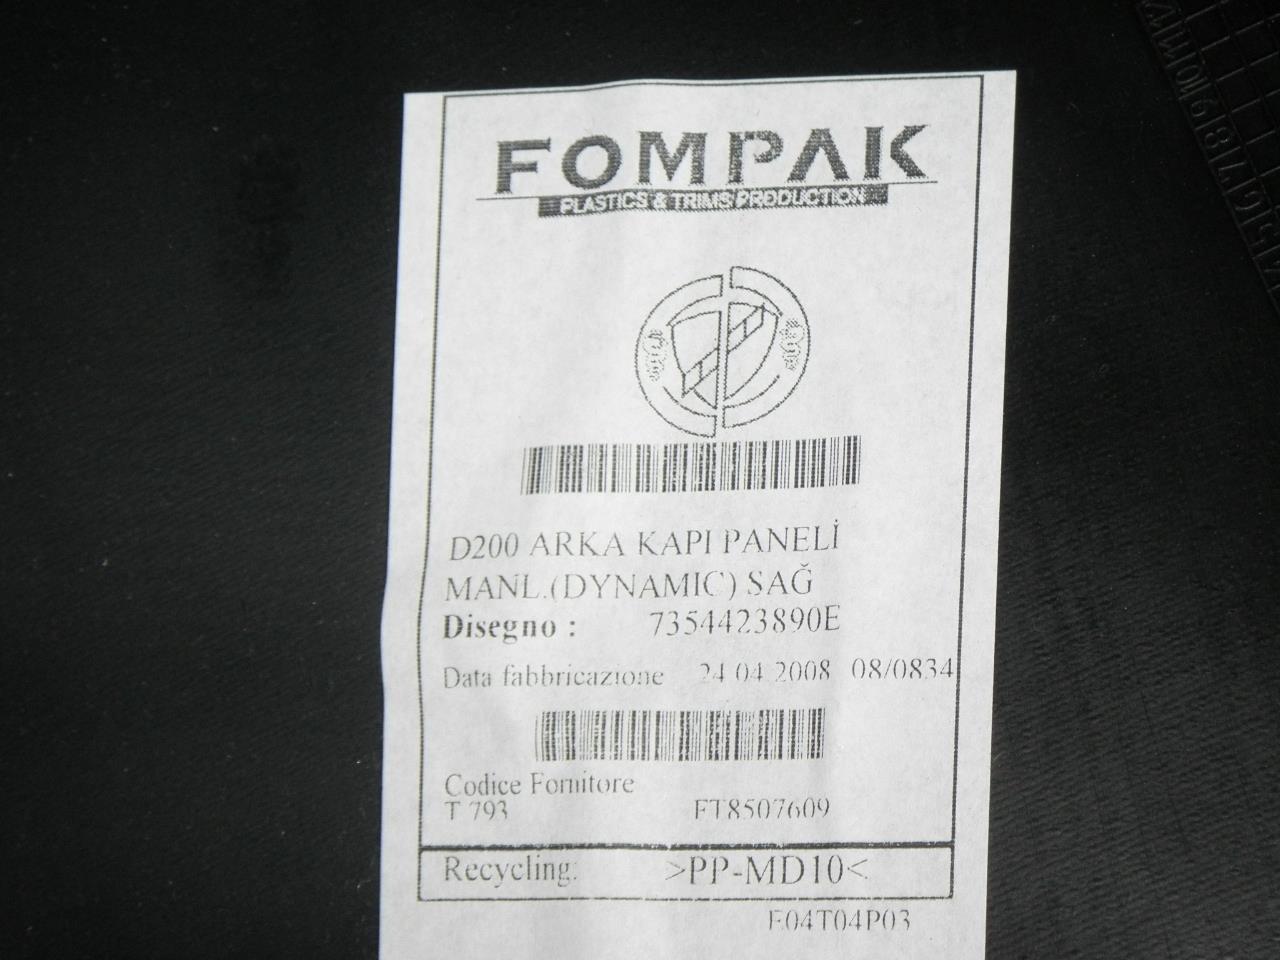 FOMPAK
PLASTICS & TRIMS PRODUCTION
D200 ARKA KAPI PANELİ
MANL.(DYNAMIC) SAĞ
Disegno : 7354423890E
Data fabbricazione 24 04 2008 08/0834
Codice Fornitore
T 793 FT8507609
Recycling: >PP-MD10<
F04T04P03